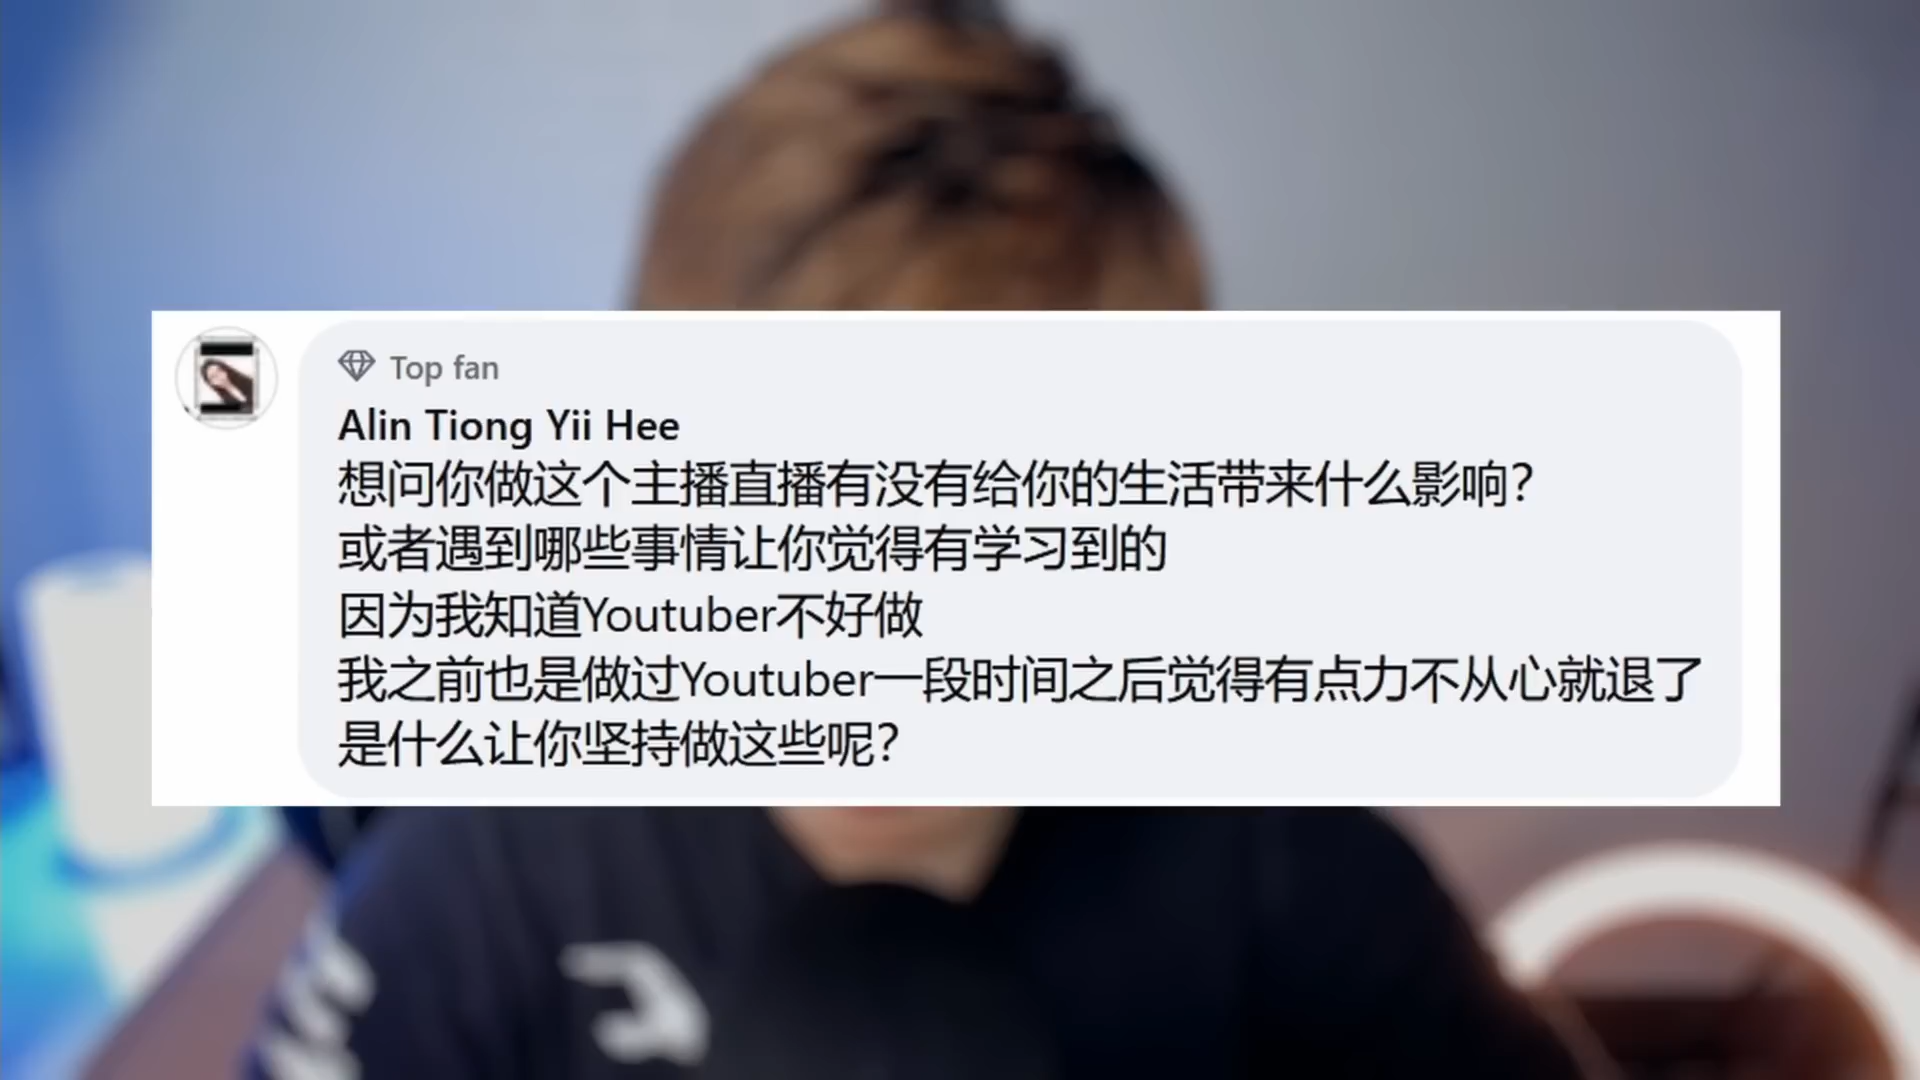 Top fan
Alin Tiong Yii Hee
想问你做这个主播直播有没有给你的生活带来什么影响?
或者遇到哪些事情让你觉得有学习到的
因为我知道Youtuber不好做
我之前也是做过Youtuber一段时间之后觉得有点力不从心就退了
是什么让你坚持做这些呢?